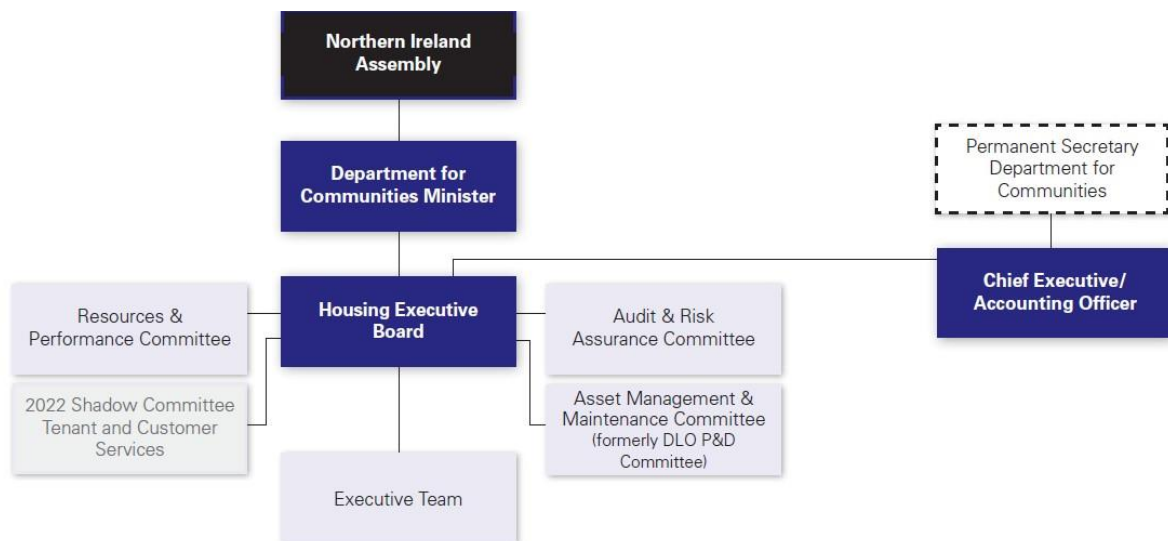 Northern Ireland
Assembly
Department for
Communities Minister
Permanent Secretary
Department for
Communities
Chief Executive/
Accounting Officer
Housing Executive
Board
Resources &
Performance Committee
Audit & Risk
Assurance Committee
2022 Shadow Committee
Tenant and Customer
Services
Asset Management &
Maintenance Committee
(formerly DLO P&D
Committee)
Executive Team